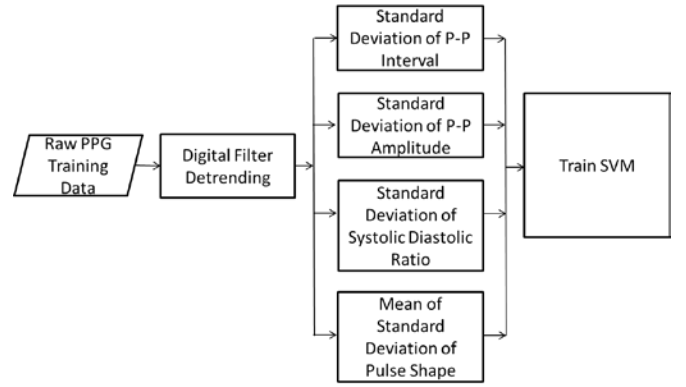 Raw PPG
Training
Data
Digital Filter
Detrending
Standard
Deviation of P-P
Interval
Standard
Deviation of P-P
Amplitude
Standard
Deviation of
Systolic Diastolic
Ratio
Mean of
Standard
Deviation of
Pulse Shape
Train SVM